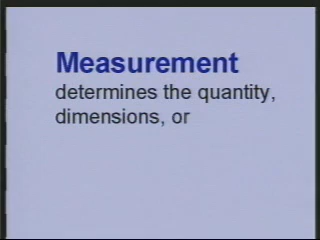 Measurement
determines the quantity,
dimensions, or